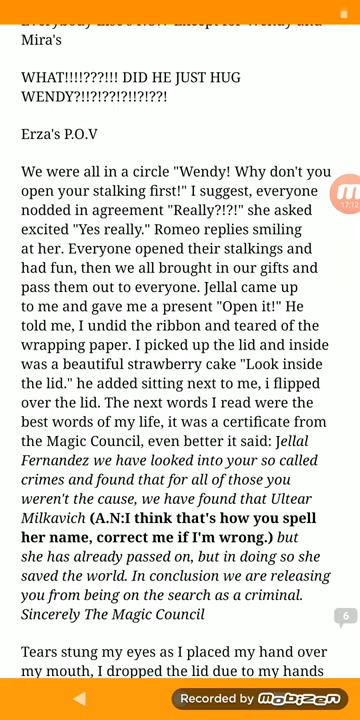 Everybody Else's N.O.W Except for Wendy and
Mira's
WHAT!!!!???!!! DID HE JUST HUG
WENDY?!!?!??!?!!?!??!
Erza's P.O.V
We were all in a circle "Wendy! Why don't you
open your stalking first!" I suggest, everyone
nodded in agreement "Really?!?!" she asked
excited "Yes really." Romeo replies smiling
at her. Everyone opened their stalkings and
had fun, then we all brought in our gifts and
pass them out to everyone. Jellal came up
to me and gave me a present "Open it!" He
told me, I undid the ribbon and teared of the
wrapping paper. I picked up the lid and inside
was a beautiful strawberry cake "Look inside
the lid." he added sitting next to me, i flipped
over the lid. The next words I read were the
best words of my life, it was a certificate from
the Magic Council, even better it said: Jellal
Fernandez we have looked into your so called
crimes and found that for all of those you
weren't the cause, we have found that Ultear
Milkavich (A.N:I think that's how you spell
her name, correct me if I'm wrong.) but
she has already passed on, but in doing so she
saved the world. In conclusion we are releasing
you from being on the search as a criminal.
Sincerely The Magic Council
Tears stung my eyes as I placed my hand over
my mouth, I dropped the lid due to my hands
17:12
6
Recorded by Mobizen